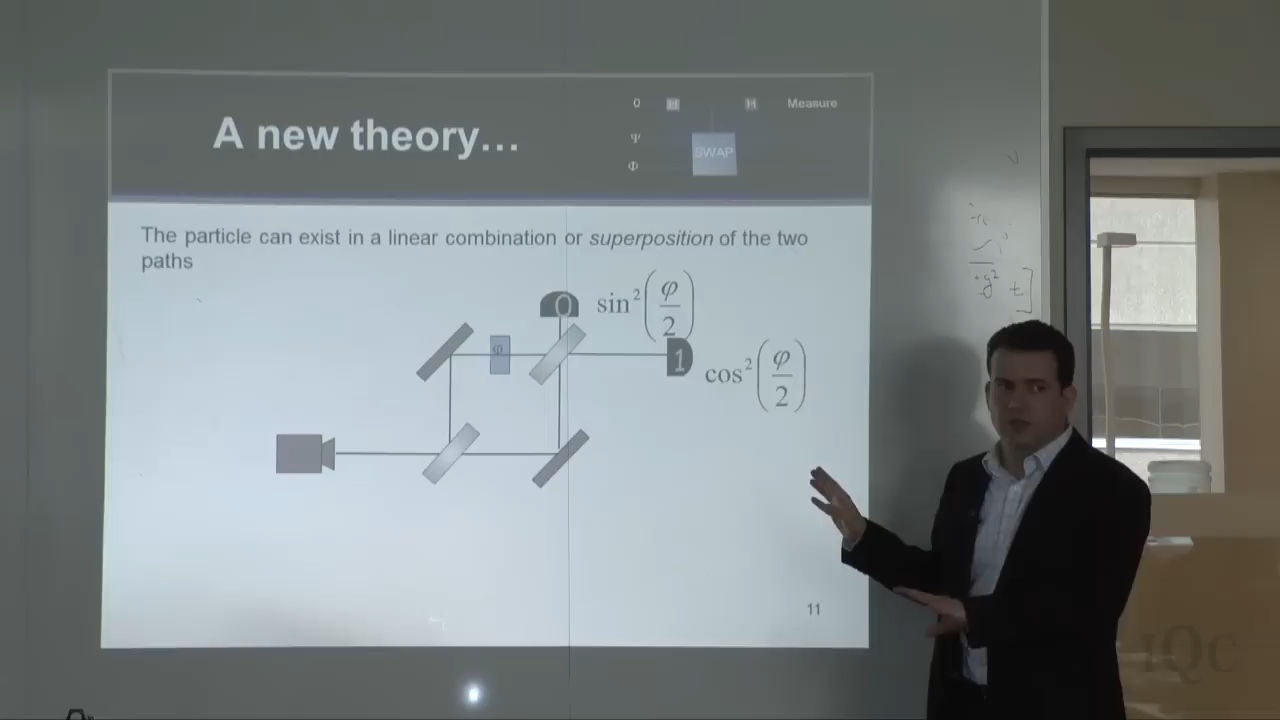 A new theory…
0 H H Measure
Ψ
SWAP
Φ
The particle can exist in a linear combination or superposition of the two
paths
0 sin²(φ/2)
φ
1 cos²(φ/2)
11
IQC